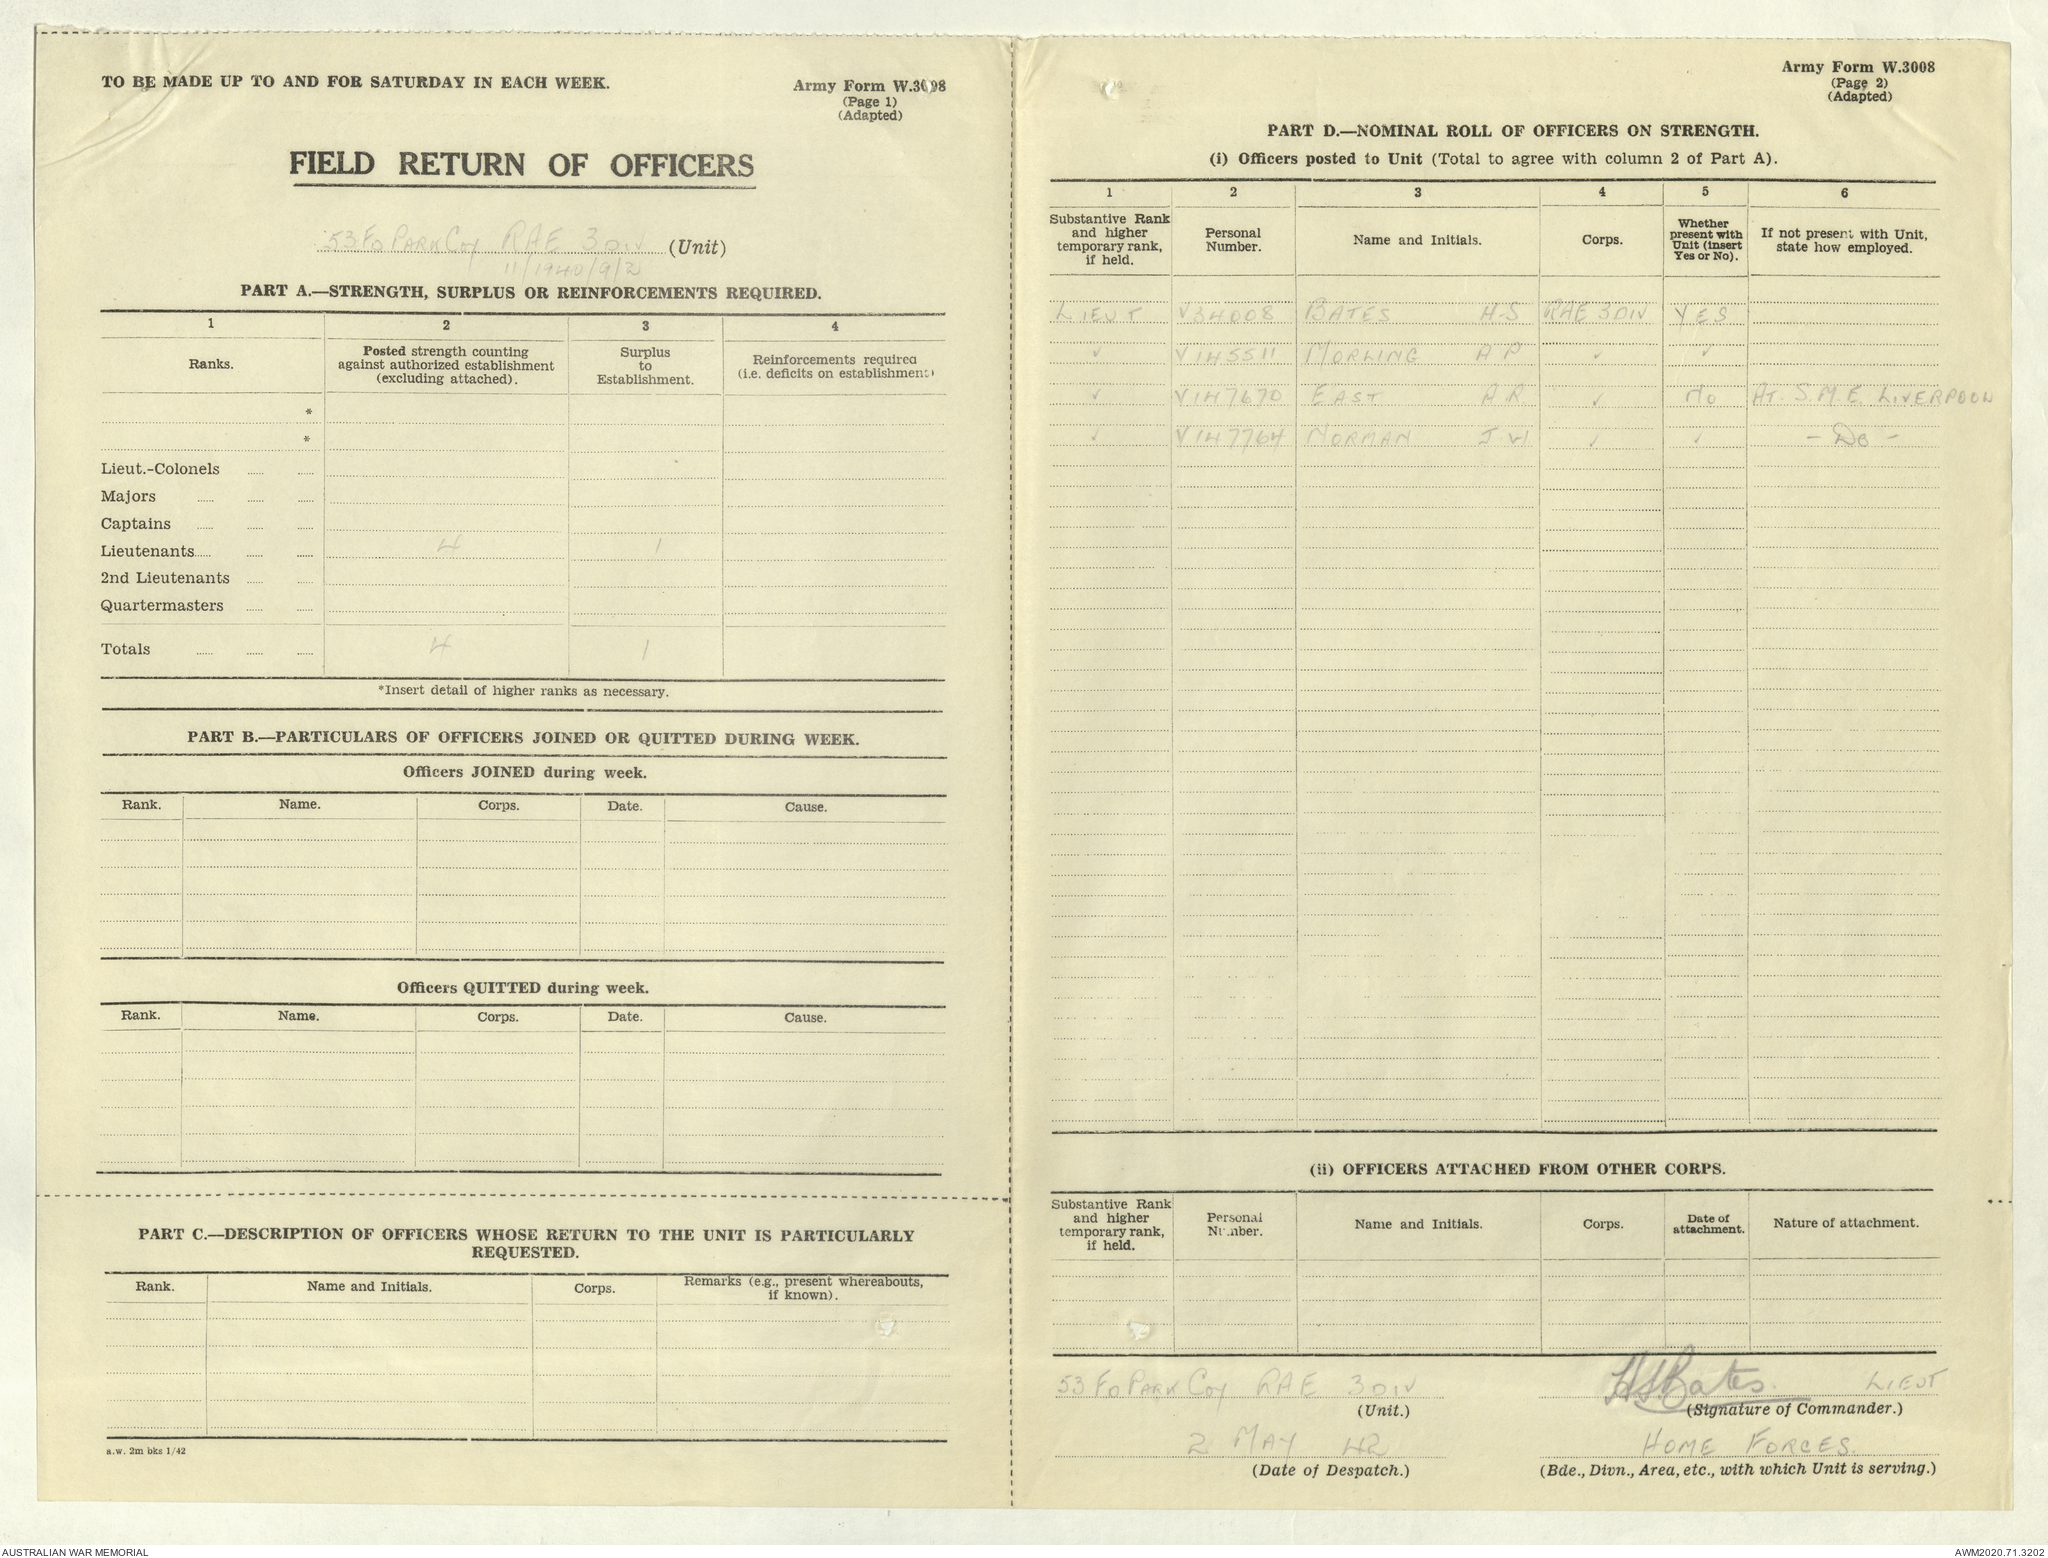 TO BE MADE UP TO AND FOR SATURDAY IN EACH WEEK.
Army Form W.3008
(Page 1)
(Adapted)
FIELD RETURN OF OFFICERS
53 FD PARK COY RAE 3 DIV (Unit)
11/1940/9/2
PART A.—STRENGTH, SURPLUS OR REINFORCEMENTS REQUIRED.
1 2 3 4
Ranks. Posted strength counting against authorized establishment (excluding attached). Surplus to Establishment. Reinforcements required (i.e. deficits on establishment)
*
*
Lieut.-Colonels
Majors
Captains
Lieutenants 4 1
2nd Lieutenants
Quartermasters
Totals 4 1
*Insert detail of higher ranks as necessary.
PART B.—PARTICULARS OF OFFICERS JOINED OR QUITTED DURING WEEK.
Officers JOINED during week.
Rank. Name. Corps. Date. Cause.
Officers QUITTED during week.
Rank. Name. Corps. Date. Cause.
PART C.—DESCRIPTION OF OFFICERS WHOSE RETURN TO THE UNIT IS PARTICULARLY
REQUESTED.
Rank. Name and Initials. Corps. Remarks (e.g., present whereabouts, if known).
a.w. 2m bks 1/42
Army Form W.3008
(Page 2)
(Adapted)
PART D.—NOMINAL ROLL OF OFFICERS ON STRENGTH.
(i) Officers posted to Unit (Total to agree with column 2 of Part A).
1 2 3 4 5 6
Substantive Rank and higher temporary rank, if held. Personal Number. Name and Initials. Corps. Whether present with Unit (insert Yes or No). If not present with Unit, state how employed.
LIEUT V34008 BATES H.S RAE 3 DIV YES
✓ V145511 MORLING A P ✓ ✓
✓ V147670 EAST A.R ✓ No AT. S.M.E. LIVERPOOL
✓ V147764 NORMAN J.W ✓ ✓ - Do -
(ii) OFFICERS ATTACHED FROM OTHER CORPS.
Substantive Rank and higher temporary rank, if held. Personal Number. Name and Initials. Corps. Date of attachment. Nature of attachment.
53 FD PARK COY RAE 3 DIV
(Unit.)
HSBates. LIEUT
(Signature of Commander.)
2 MAY 42
(Date of Despatch.)
HOME FORCES.
(Bde., Divn., Area, etc., with which Unit is serving.)
AUSTRALIAN WAR MEMORIAL
AWM2020.71.3202